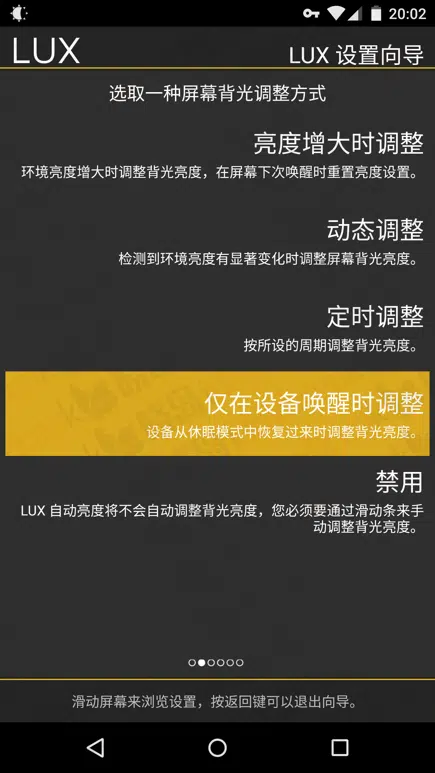 20:02
LUX
LUX 设置向导
选取一种屏幕背光调整方式
亮度增大时调整
环境亮度增大时调整背光亮度，在屏幕下次唤醒时重置亮度设置。
动态调整
检测到环境亮度有显著变化时调整屏幕背光亮度。
定时调整
按所设的周期调整背光亮度。
仅在设备唤醒时调整
设备从休眠模式中恢复过来时调整背光亮度。
禁用
LUX 自动亮度将不会自动调整背光亮度，您必须要通过滑动条来手
动调整背光亮度。
滑动屏幕来浏览设置，按返回键可以退出向导。